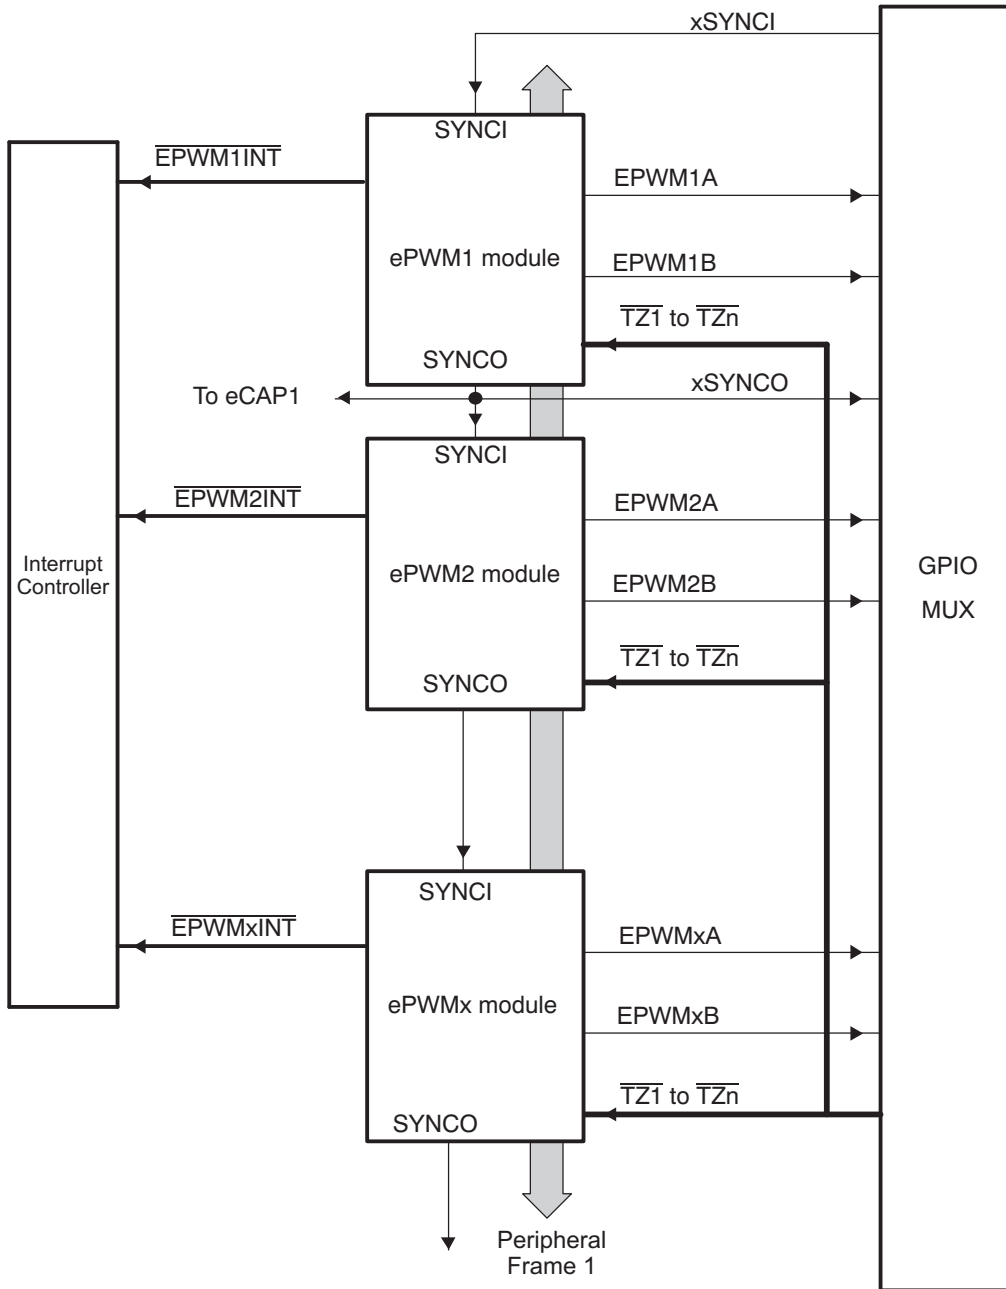 xSYNCI
SYNCI
EPWM1INT
EPWM1A
ePWM1 module
EPWM1B
TZ1 to TZn
SYNCO
To eCAP1
xSYNCO
SYNCI
EPWM2INT
EPWM2A
Interrupt
Controller
ePWM2 module
GPIO
MUX
EPWM2B
TZ1 to TZn
SYNCO
SYNCI
EPWMxINT
EPWMxA
ePWMx module
EPWMxB
TZ1 to TZn
SYNCO
Peripheral
Frame 1